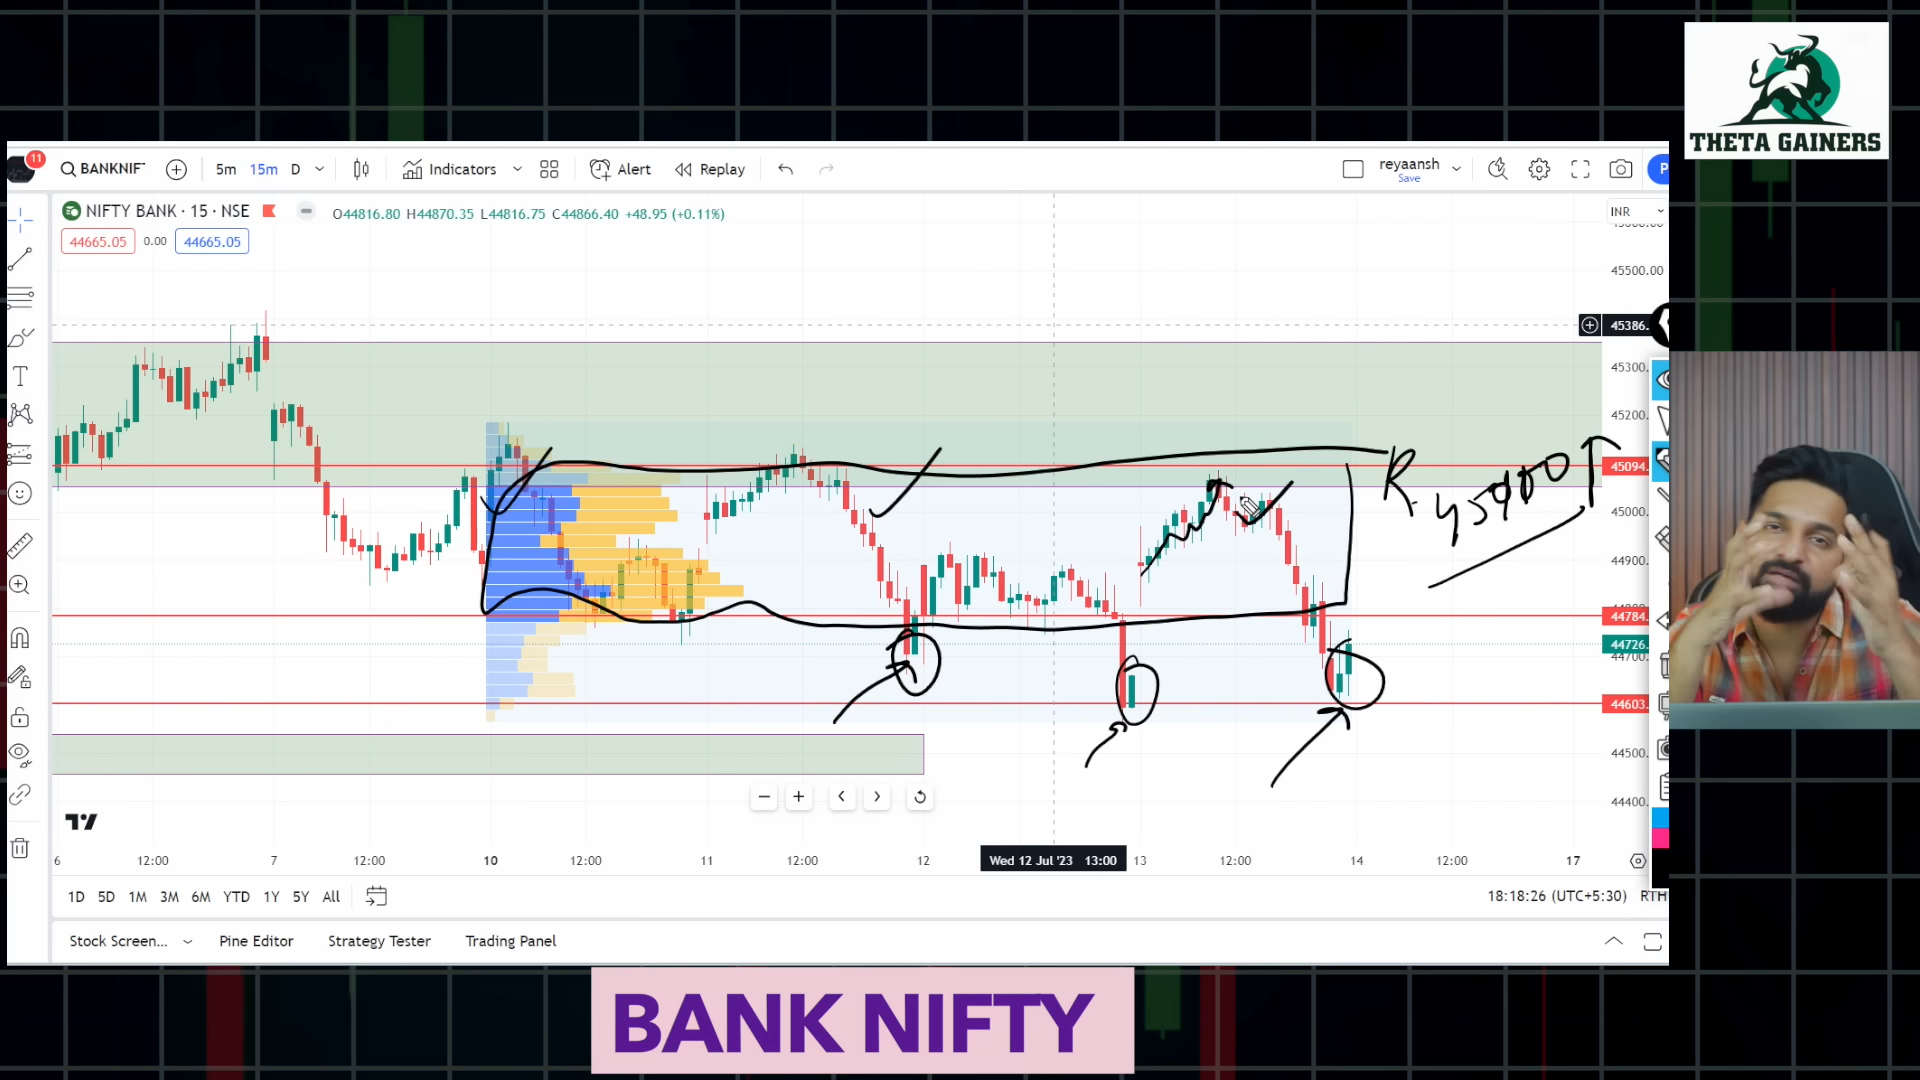 THETA GAINERS
11
BANKNIF
5m 15m D
Indicators
Alert
Replay
reyaansh
Save
P
NIFTY BANK · 15 · NSE
O44816.80 H44870.35 L44816.75 C44866.40 +48.95 (+0.11%)
INR
44665.05 0.00 44665.05
45500.00
45386.
45300.
45200.
45094.
R
45000.
44900.
44784.
44726.
44700.
44603.
44500.
44400.
6 12:00 7 12:00 10 12:00 11 12:00 12 Wed 12 Jul '23 13:00 13 12:00 14 12:00 17
1D 5D 1M 3M 6M YTD 1Y 5Y All
18:18:26 (UTC+5:30) RTH
Stock Screen... Pine Editor Strategy Tester Trading Panel
BANK NIFTY